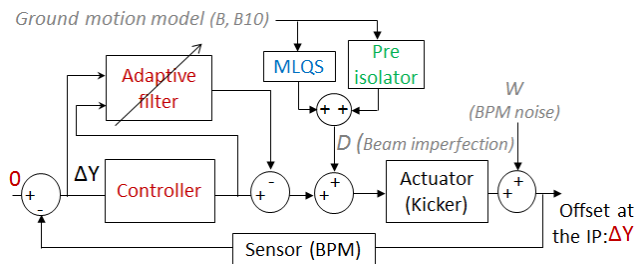 Ground motion model (B, B10)
Adaptive
filter
MLQS
Pre
isolator
W
(BPM noise)
+ +
D (Beam imperfection)
0
+
-
ΔY
Controller
+
-
+
+
Actuator
(Kicker)
+
+
Offset at
the IP:ΔY
Sensor (BPM)